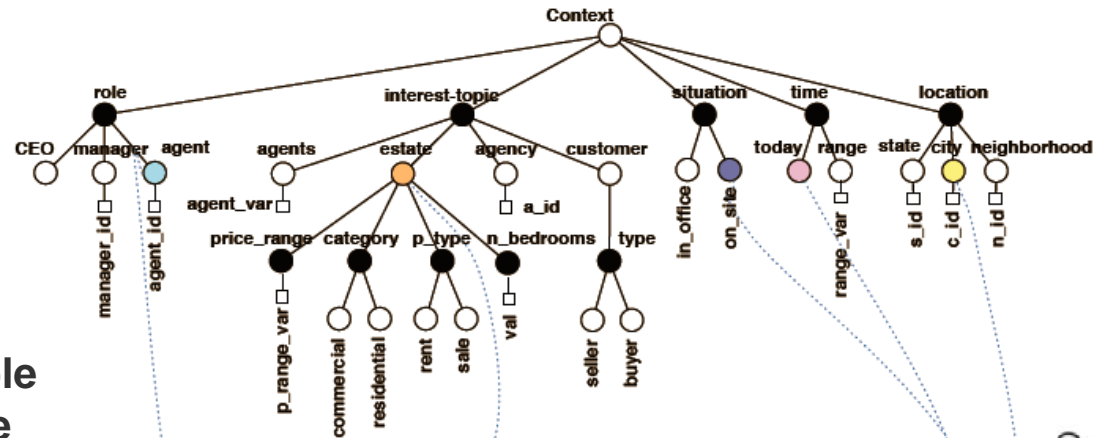 Context
role
interest-topic
situation
time
location
CEO
manager
agent
agents
estate
agency
customer
today
range
state
city
neighborhood
agent_var
a_id
manager_id
agent_id
in_office
on_site
range_var
s_id
c_id
n_id
price_range
category
p_type
n_bedrooms
type
p_range_var
commercial
residential
rent
sale
val
seller
buyer